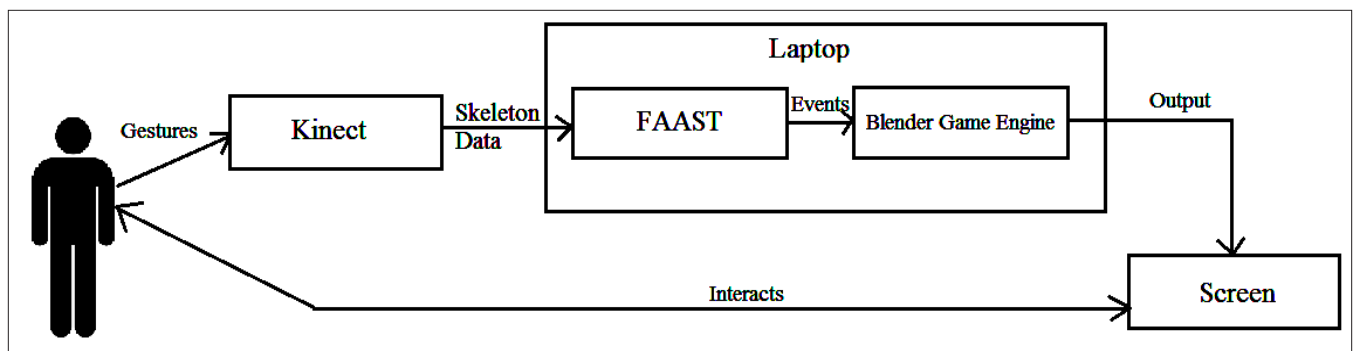 Laptop
Gestures
Kinect
Skeleton
Data
FAAST
Events
Blender Game Engine
Output
Interacts
Screen